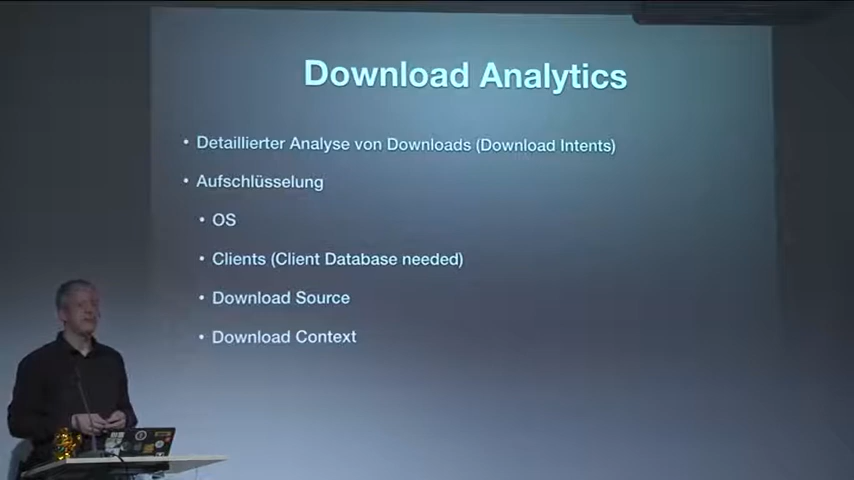 Download Analytics
• Detaillierter Analyse von Downloads (Download Intents)
• Aufschlüsselung
• OS
• Clients (Client Database needed)
• Download Source
• Download Context